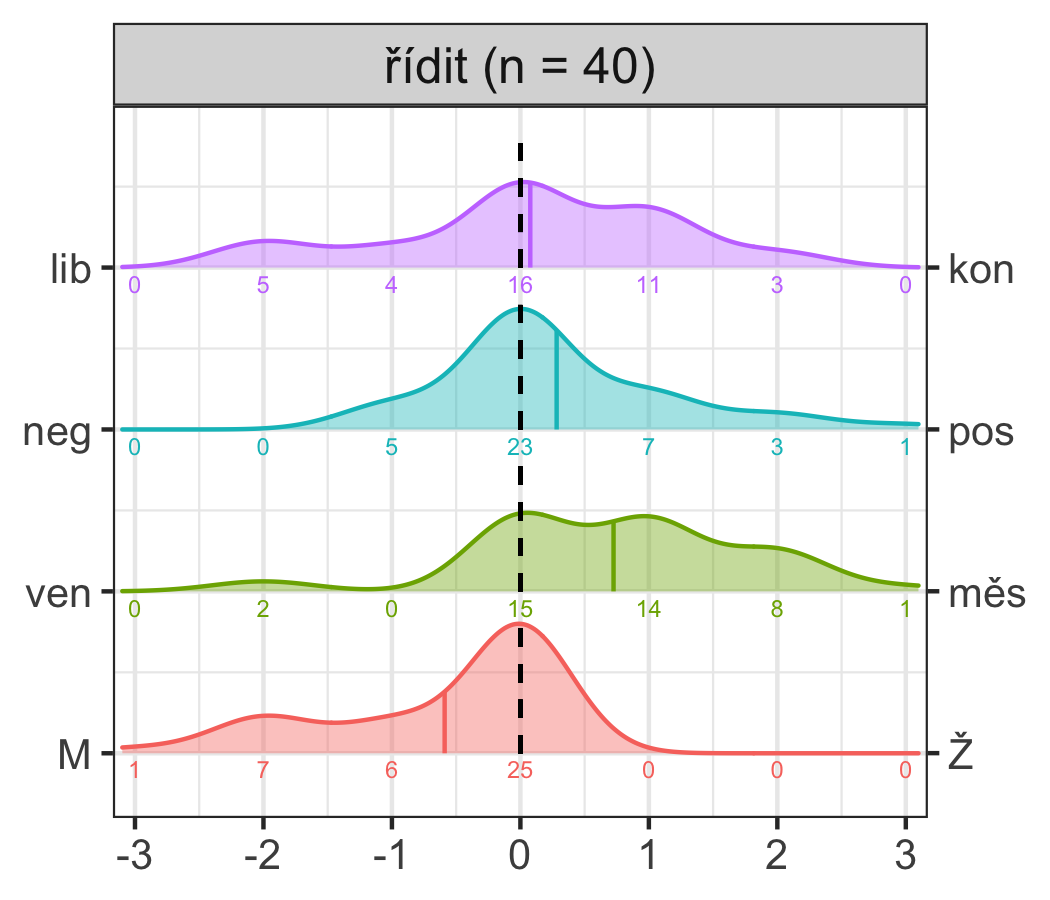 řídit (n = 40)
lib kon
0 5 4 16 11 3 0
neg pos
0 0 5 23 7 3 1
ven měs
0 2 0 15 14 8 1
M Ž
1 7 6 25 0 0 0
-3 -2 -1 0 1 2 3